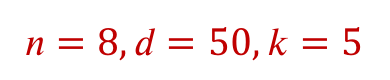 n = 8, d = 50, k = 5